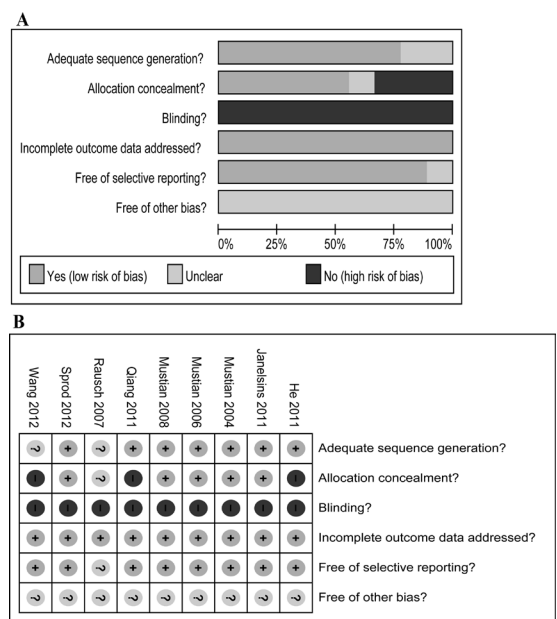 A
Adequate sequence generation?
Allocation concealment?
Blinding?
Incomplete outcome data addressed?
Free of selective reporting?
Free of other bias?
0% 25% 50% 75% 100%
Yes (low risk of bias) Unclear No (high risk of bias)
B
Wang 2012
Sprod 2012
Rausch 2007
Qiang 2011
Mustian 2008
Mustian 2006
Mustian 2004
Janelsins 2011
He 2011
? + ? + + + + + + Adequate sequence generation?
– + ? – + + + + – Allocation concealment?
– – – – – – – – – Blinding?
+ + + + + + + + + Incomplete outcome data addressed?
+ + ? + + + + + + Free of selective reporting?
? ? ? ? ? ? ? ? ? Free of other bias?